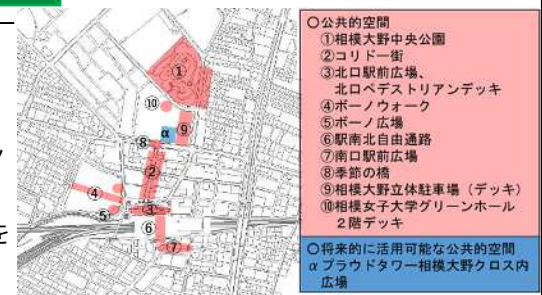 〇公共的空間
①相模大野中央公園
②コリドー街
③北口駅前広場、
北口ペデストリアンデッキ
④ボーノウォーク
⑤ボーノ広場
⑥駅南北自由通路
⑦南口駅前広場
⑧季節の橋
⑨相模大野立体駐車場（デッキ）
⑩相模女子大学グリーンホール
２階デッキ
〇将来的に活用可能な公共的空間
αプラウドタワー相模大野クロス内
広場
①
⑩
α
⑨
⑧
②
④
⑤
③
⑥
⑦
を